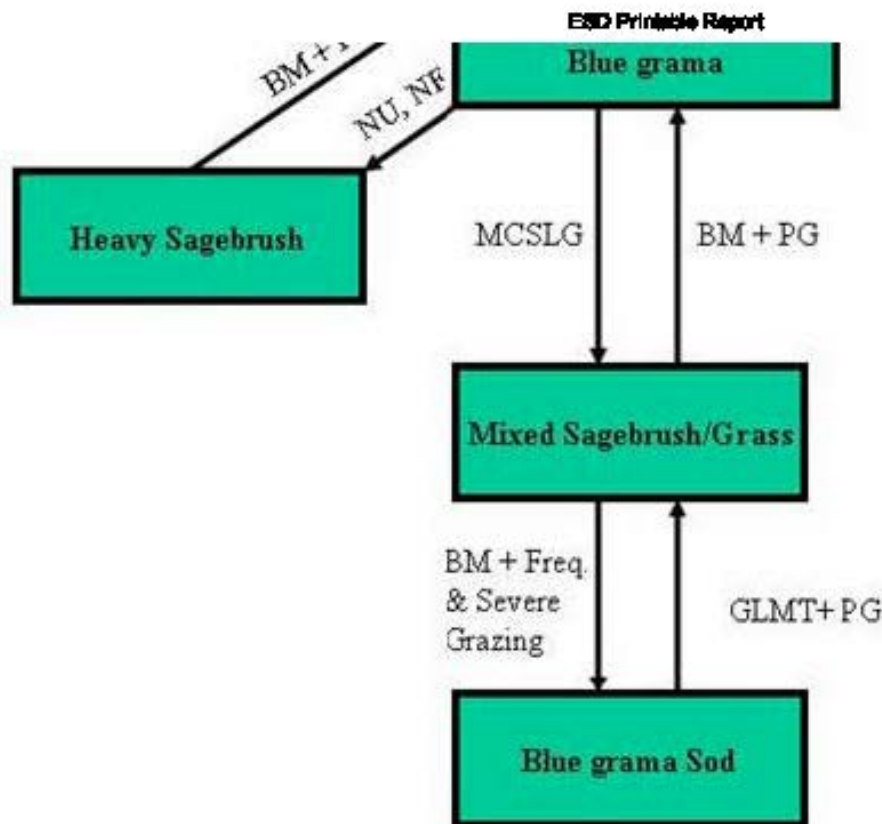 ESD Printable Report
Blue grama
BM +
NU, NF
Heavy Sagebrush
MCSLG
BM + PG
Mixed Sagebrush/Grass
BM + Freq.
& Severe
Grazing
GLMT+ PG
Blue grama Sod